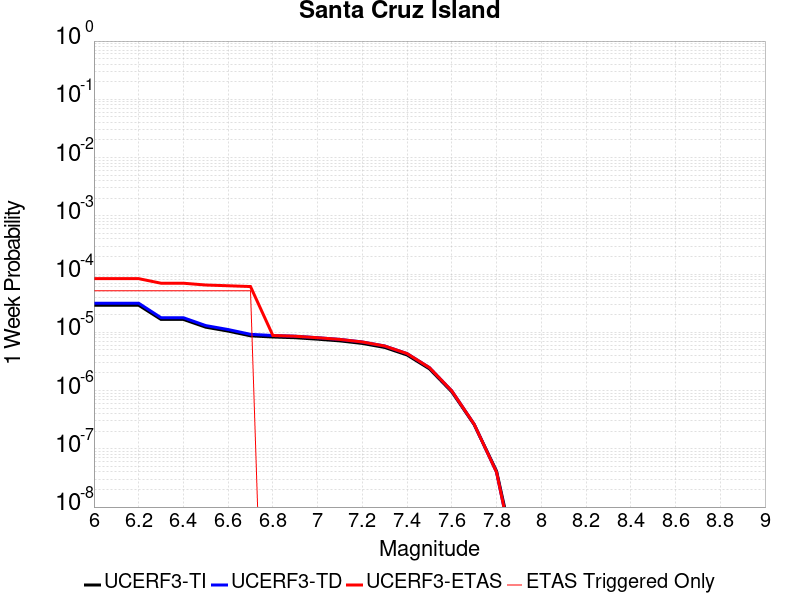 Santa Cruz Island
10^0
10^-1
10^-2
10^-3
10^-4
10^-5
10^-6
10^-7
10^-8
1 Week Probability
6 6.2 6.4 6.6 6.8 7 7.2 7.4 7.6 7.8 8 8.2 8.4 8.6 8.8 9
Magnitude
UCERF3-TI UCERF3-TD UCERF3-ETAS ETAS Triggered Only